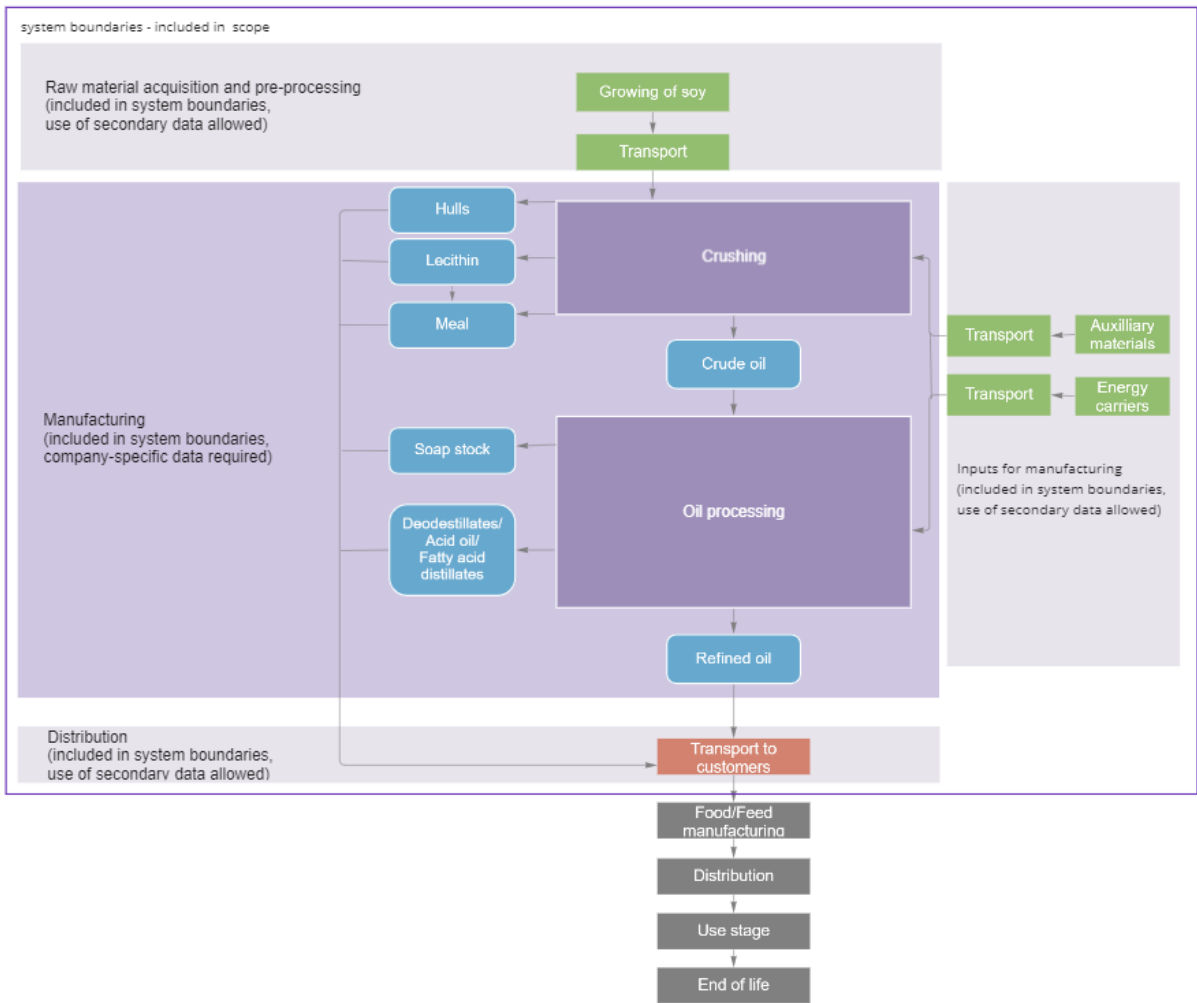 system boundaries - included in  scope
Raw material acquisition and pre-processing
(included in system boundaries,
use of secondary data allowed)
Growing of soy
Transport
Hulls
Lecithin
Meal
Crushing
Crude oil
Transport
Auxilliary
materials
Transport
Energy
carriers
Manufacturing
(included in system boundaries,
company-specific data required)
Soap stock
Deodestillates/
Acid oil/
Fatty acid
distillates
Oil processing
Inputs for manufacturing
(included in system boundaries,
use of secondary data allowed)
Refined oil
Distribution
(included in system boundaries,
use of secondary data allowed)
Transport to
customers
Food/Feed
manufacturing
Distribution
Use stage
End of life